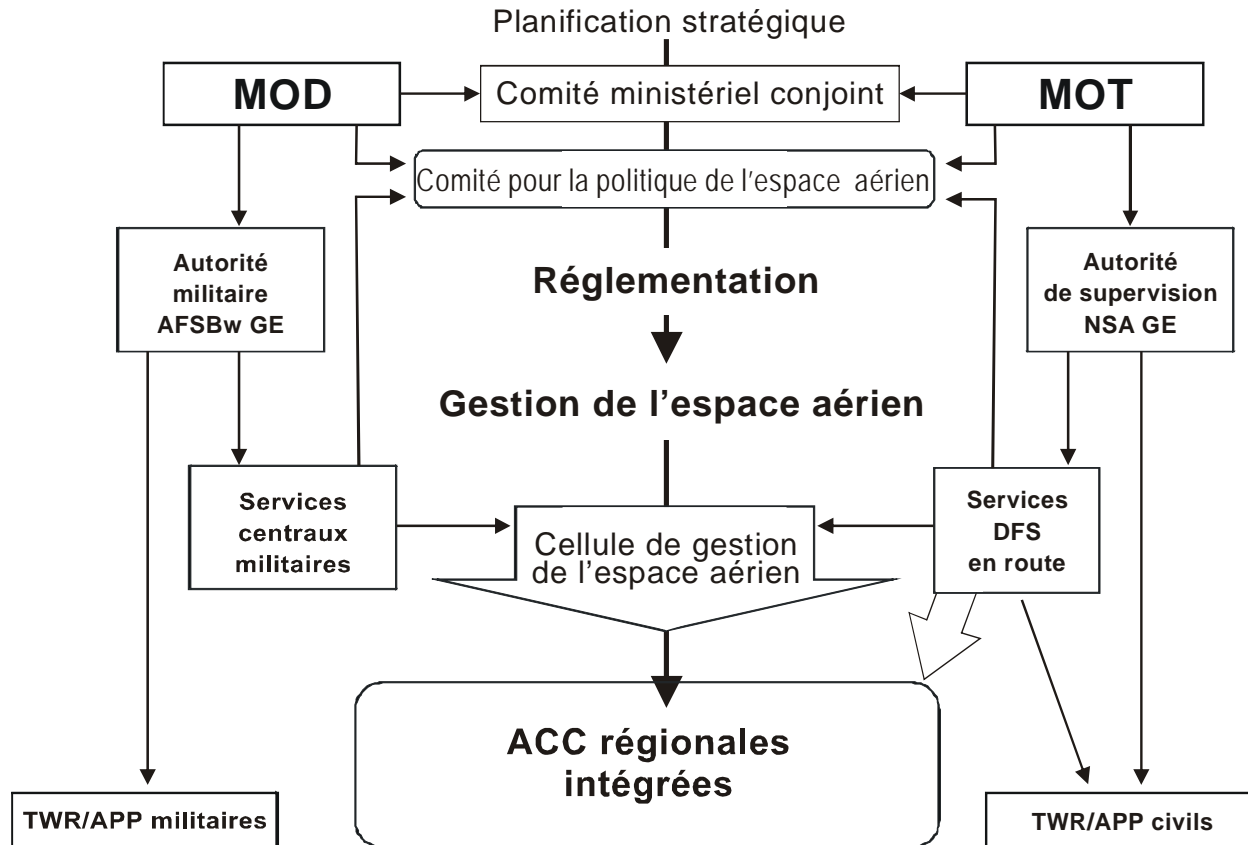 Planification stratégique
MOD
Comité ministériel conjoint
MOT
Comité pour la politique de l’espace aérien
Autorité
militaire
AFSBw GE
Réglementation
Autorité
de supervision
NSA GE
Gestion de l’espace aérien
Services
centraux
militaires
Cellule de gestion
de l’espace aérien
Services
DFS
en route
ACC régionales
intégrées
TWR/APP militaires
TWR/APP civils